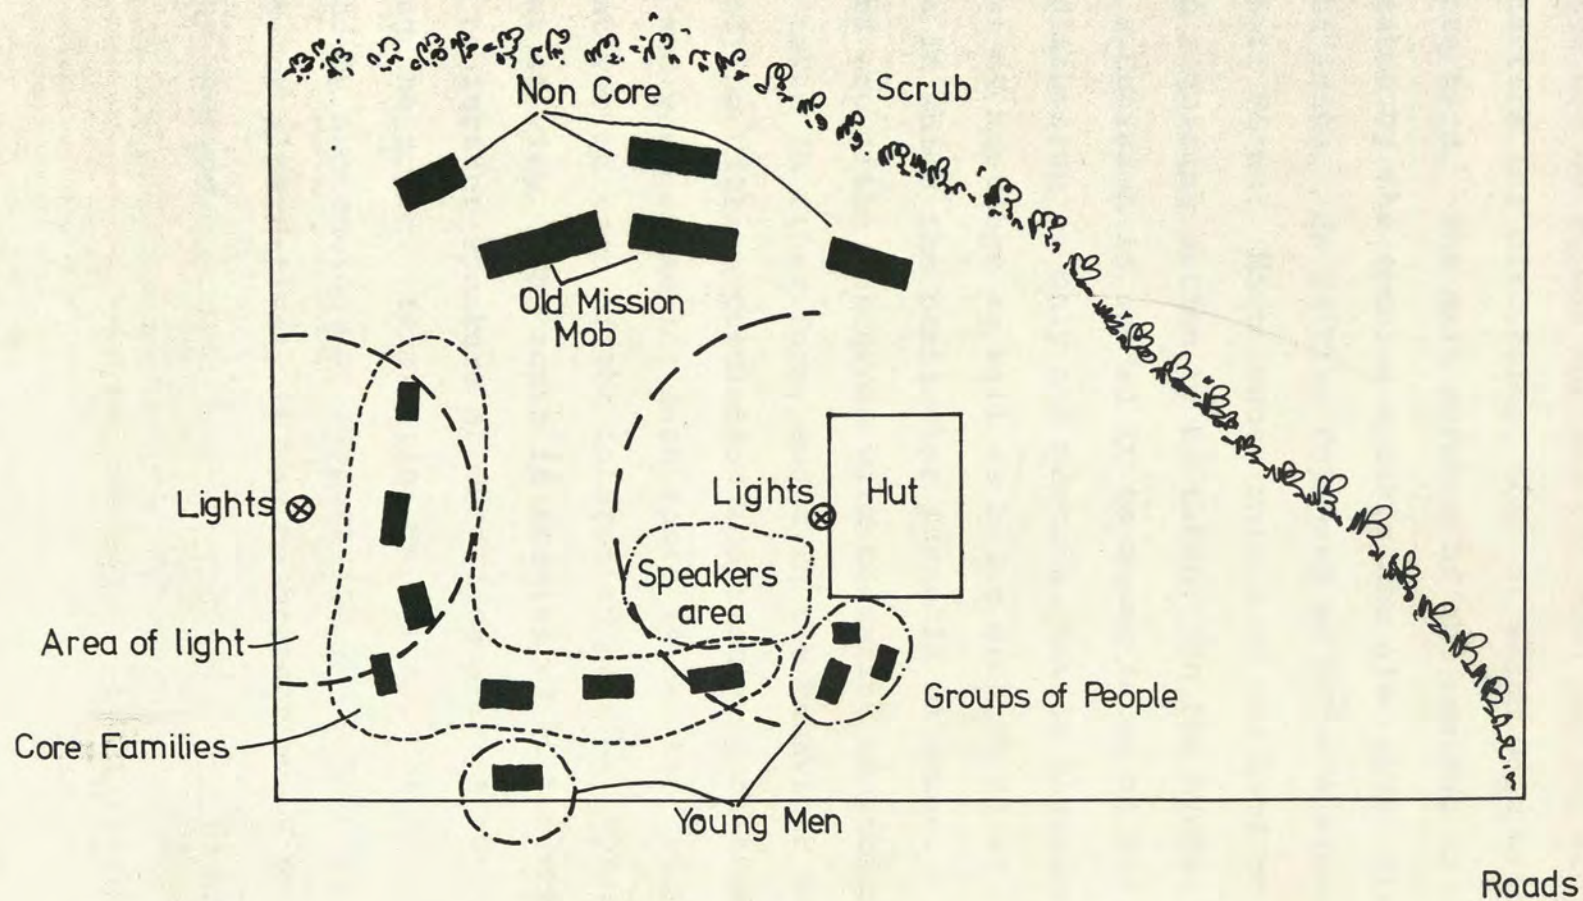 Non Core
Scrub
Old Mission
Mob
Lights
Lights
Hut
Speakers
area
Area of light
Groups of People
Core Families
Young Men
Roads